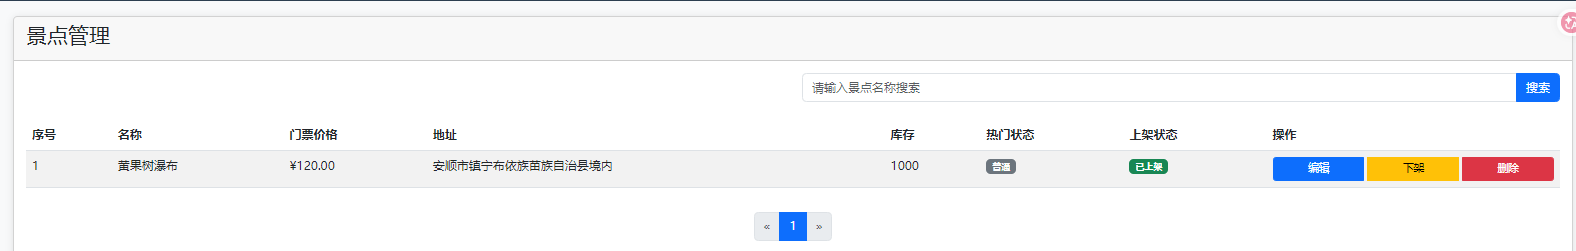 景点管理
请输入景点名称搜索 搜索
序号 名称 门票价格 地址 库存 热门状态 上架状态 操作
1 黄果树瀑布 ¥120.00 安顺市镇宁布依族苗族自治县境内 1000 普通 已上架 编辑 下架 删除
« 1 »